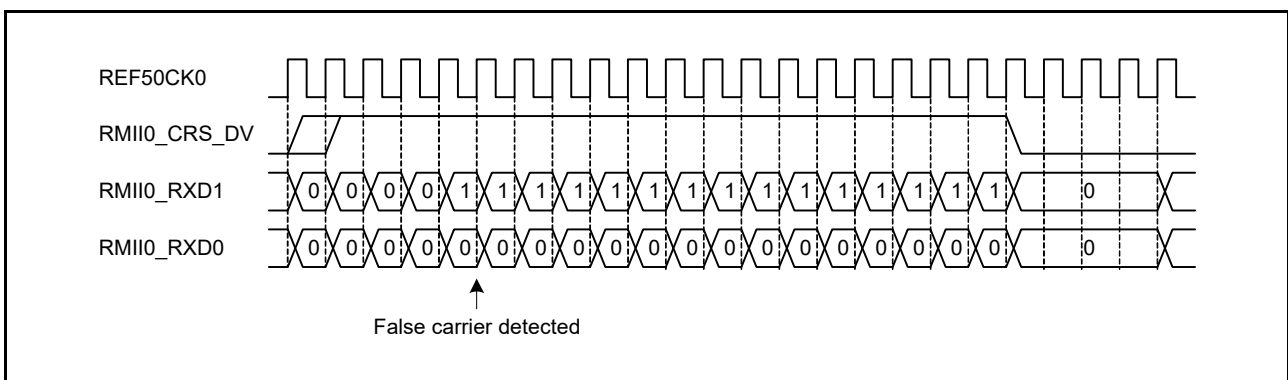 REF50CK0
RMII0_CRS_DV
RMII0_RXD1 0 0 0 0 1 1 1 1 1 1 1 1 1 1 1 1 1 1 1 0
RMII0_RXD0 0 0 0 0 0 0 0 0 0 0 0 0 0 0 0 0 0 0 0 0
False carrier detected